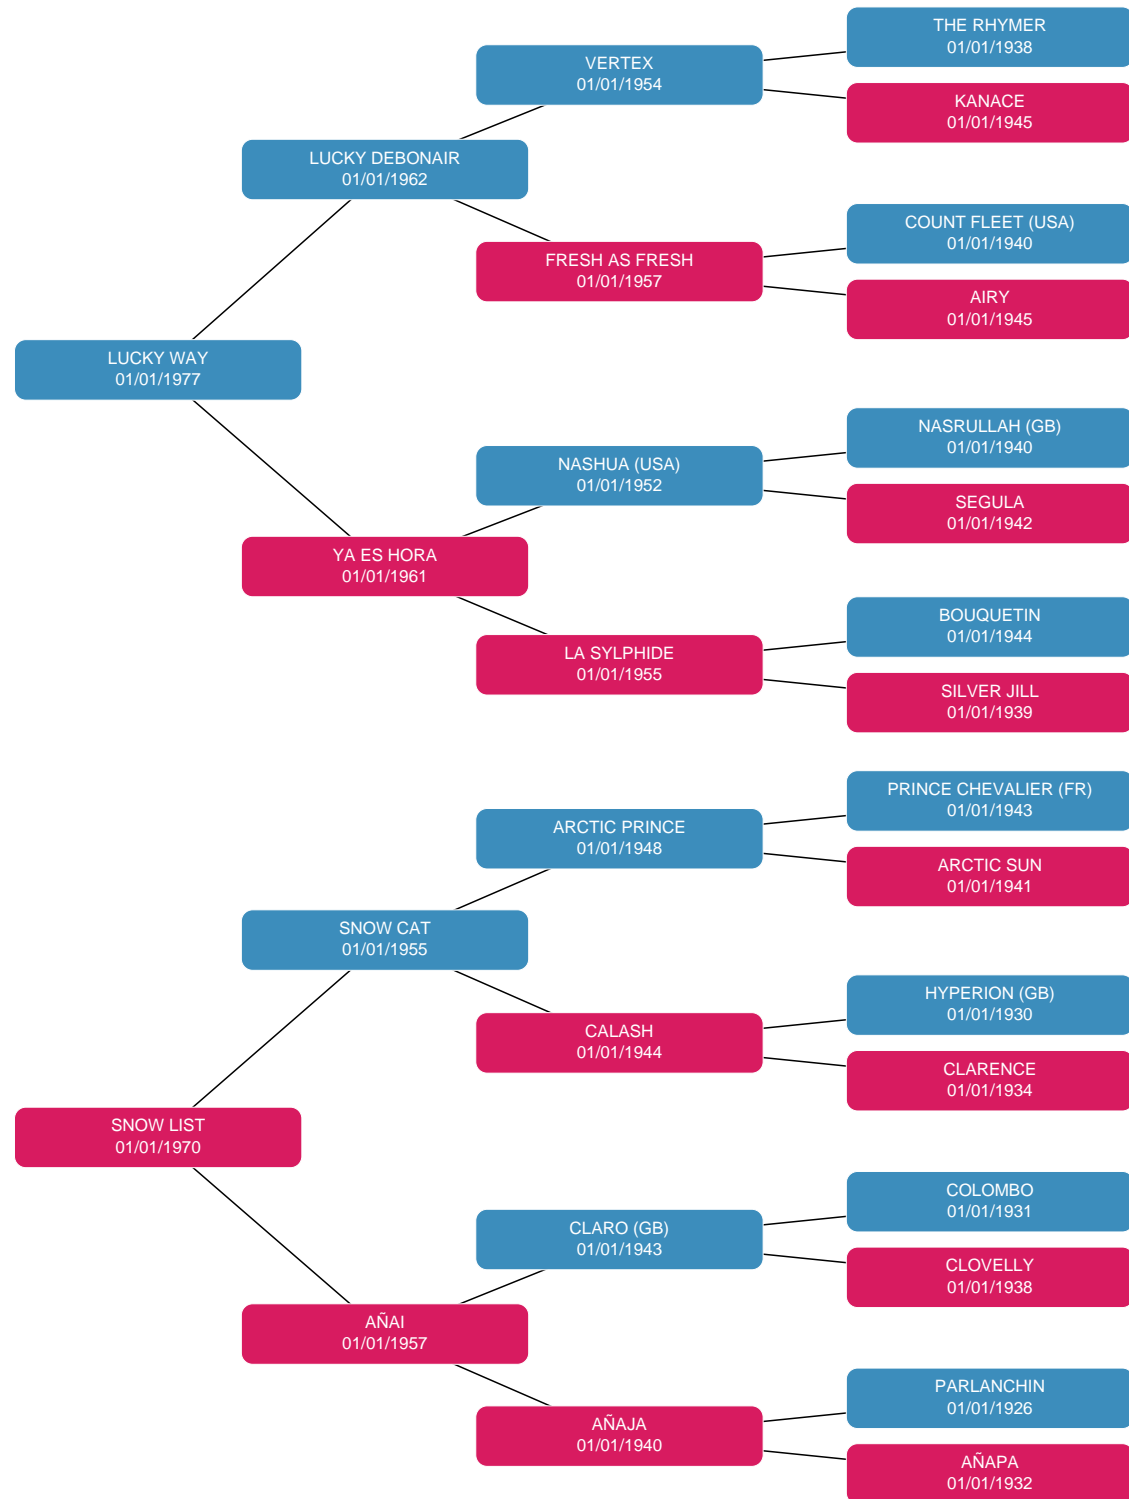 THE RHYMER
01/01/1938
VERTEX
01/01/1954
KANACE
01/01/1945
LUCKY DEBONAIR
01/01/1962
COUNT FLEET (USA)
01/01/1940
FRESH AS FRESH
01/01/1957
AIRY
01/01/1945
LUCKY WAY
01/01/1977
NASRULLAH (GB)
01/01/1940
NASHUA (USA)
01/01/1952
SEGULA
01/01/1942
YA ES HORA
01/01/1961
BOUQUETIN
01/01/1944
LA SYLPHIDE
01/01/1955
SILVER JILL
01/01/1939
PRINCE CHEVALIER (FR)
01/01/1943
ARCTIC PRINCE
01/01/1948
ARCTIC SUN
01/01/1941
SNOW CAT
01/01/1955
HYPERION (GB)
01/01/1930
CALASH
01/01/1944
CLARENCE
01/01/1934
SNOW LIST
01/01/1970
COLOMBO
01/01/1931
CLARO (GB)
01/01/1943
CLOVELLY
01/01/1938
AÑAI
01/01/1957
PARLANCHIN
01/01/1926
AÑAJA
01/01/1940
AÑAPA
01/01/1932